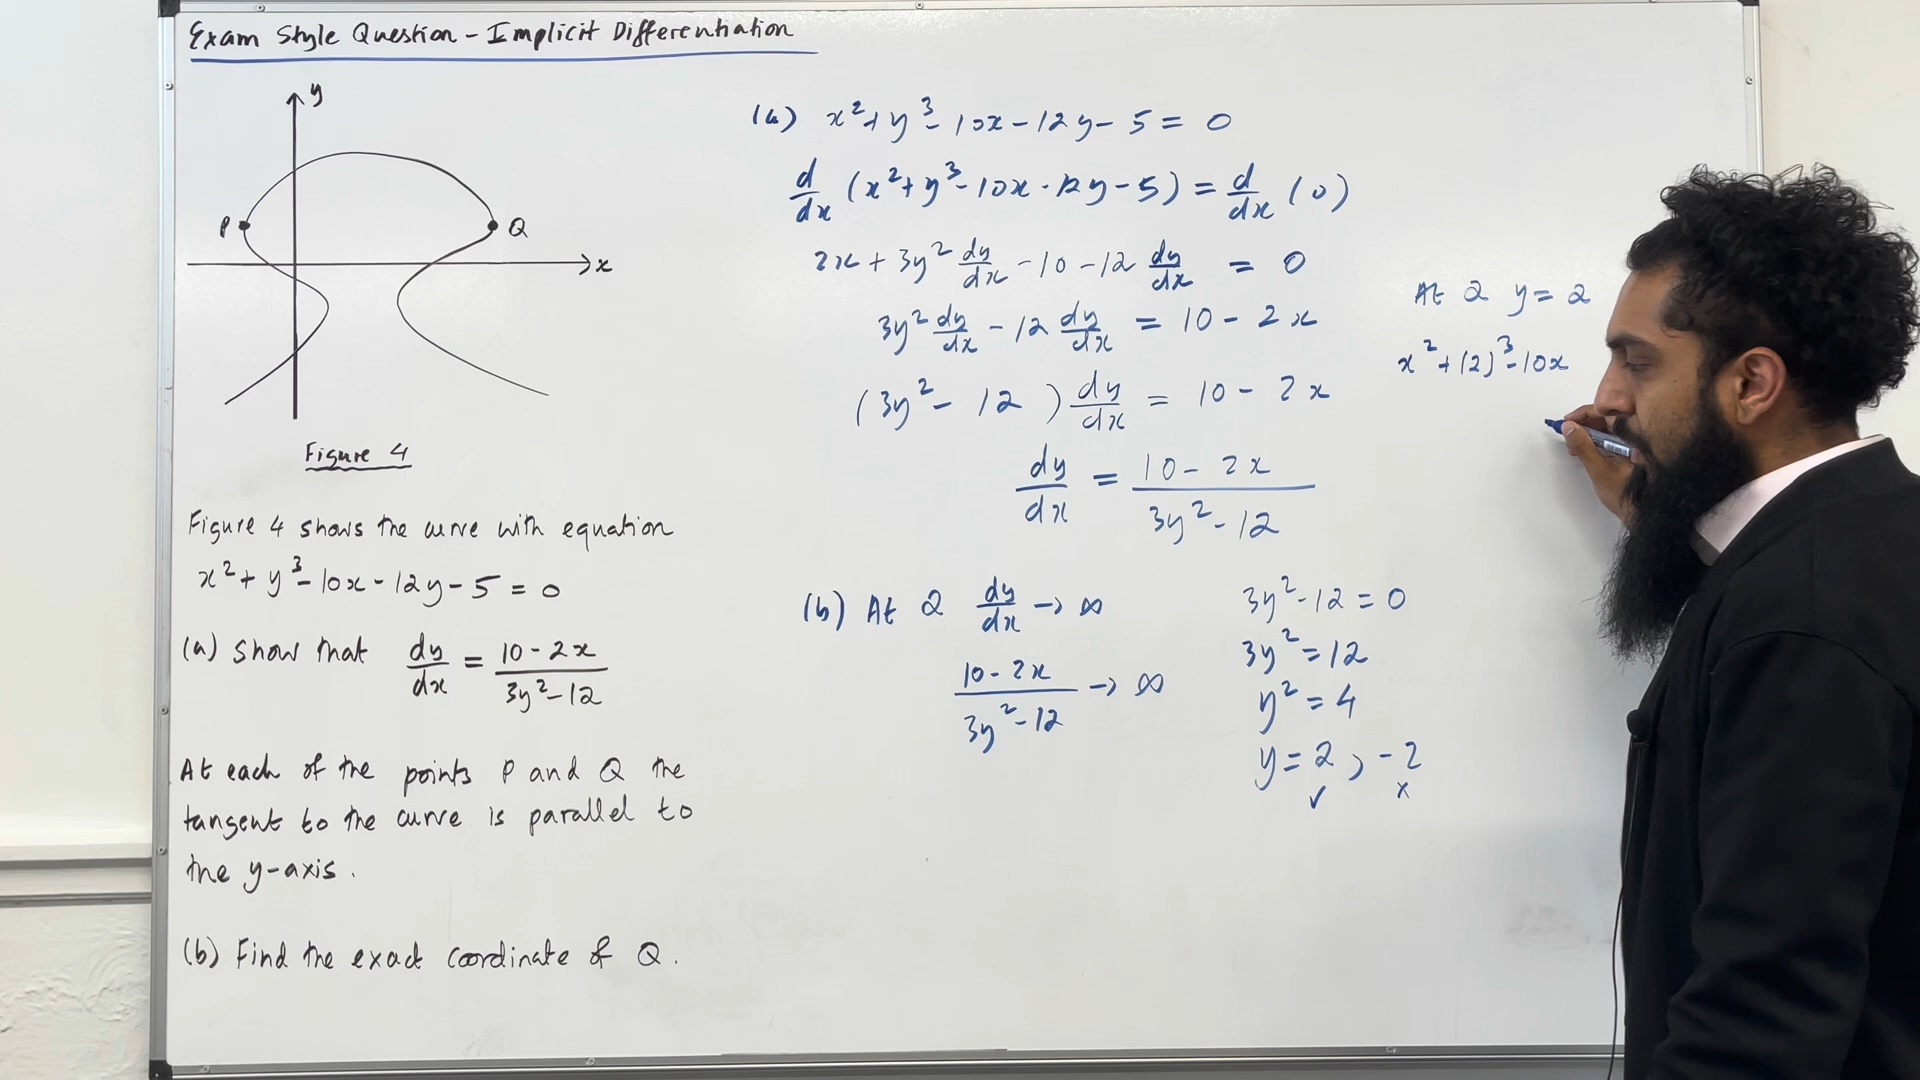 Exam Style Question - Implicit Differentiation
y
P
Q
x
Figure 4
Figure 4 shows the curve with equation
x² + y³ - 10x - 12y - 5 = 0
(a) Show that dy/dx = (10 - 2x)/(3y² - 12)
At each of the points P and Q the
tangent to the curve is parallel to
the y-axis.
(b) Find the exact coordinate of Q.
(a) x² + y³ - 10x - 12y - 5 = 0
d/dx (x² + y³ - 10x - 12y - 5) = d/dx (0)
2x + 3y² dy/dx - 10 - 12 dy/dx = 0
3y² dy/dx - 12 dy/dx = 10 - 2x
(3y² - 12) dy/dx = 10 - 2x
dy/dx = (10 - 2x)/(3y² - 12)
(b) At Q dy/dx → ∞
(10 - 2x)/(3y² - 12) → ∞
3y² - 12 = 0
3y² = 12
y² = 4
y = 2 , -2
✓ x
At Q y = 2
x² + (2)³ - 10x